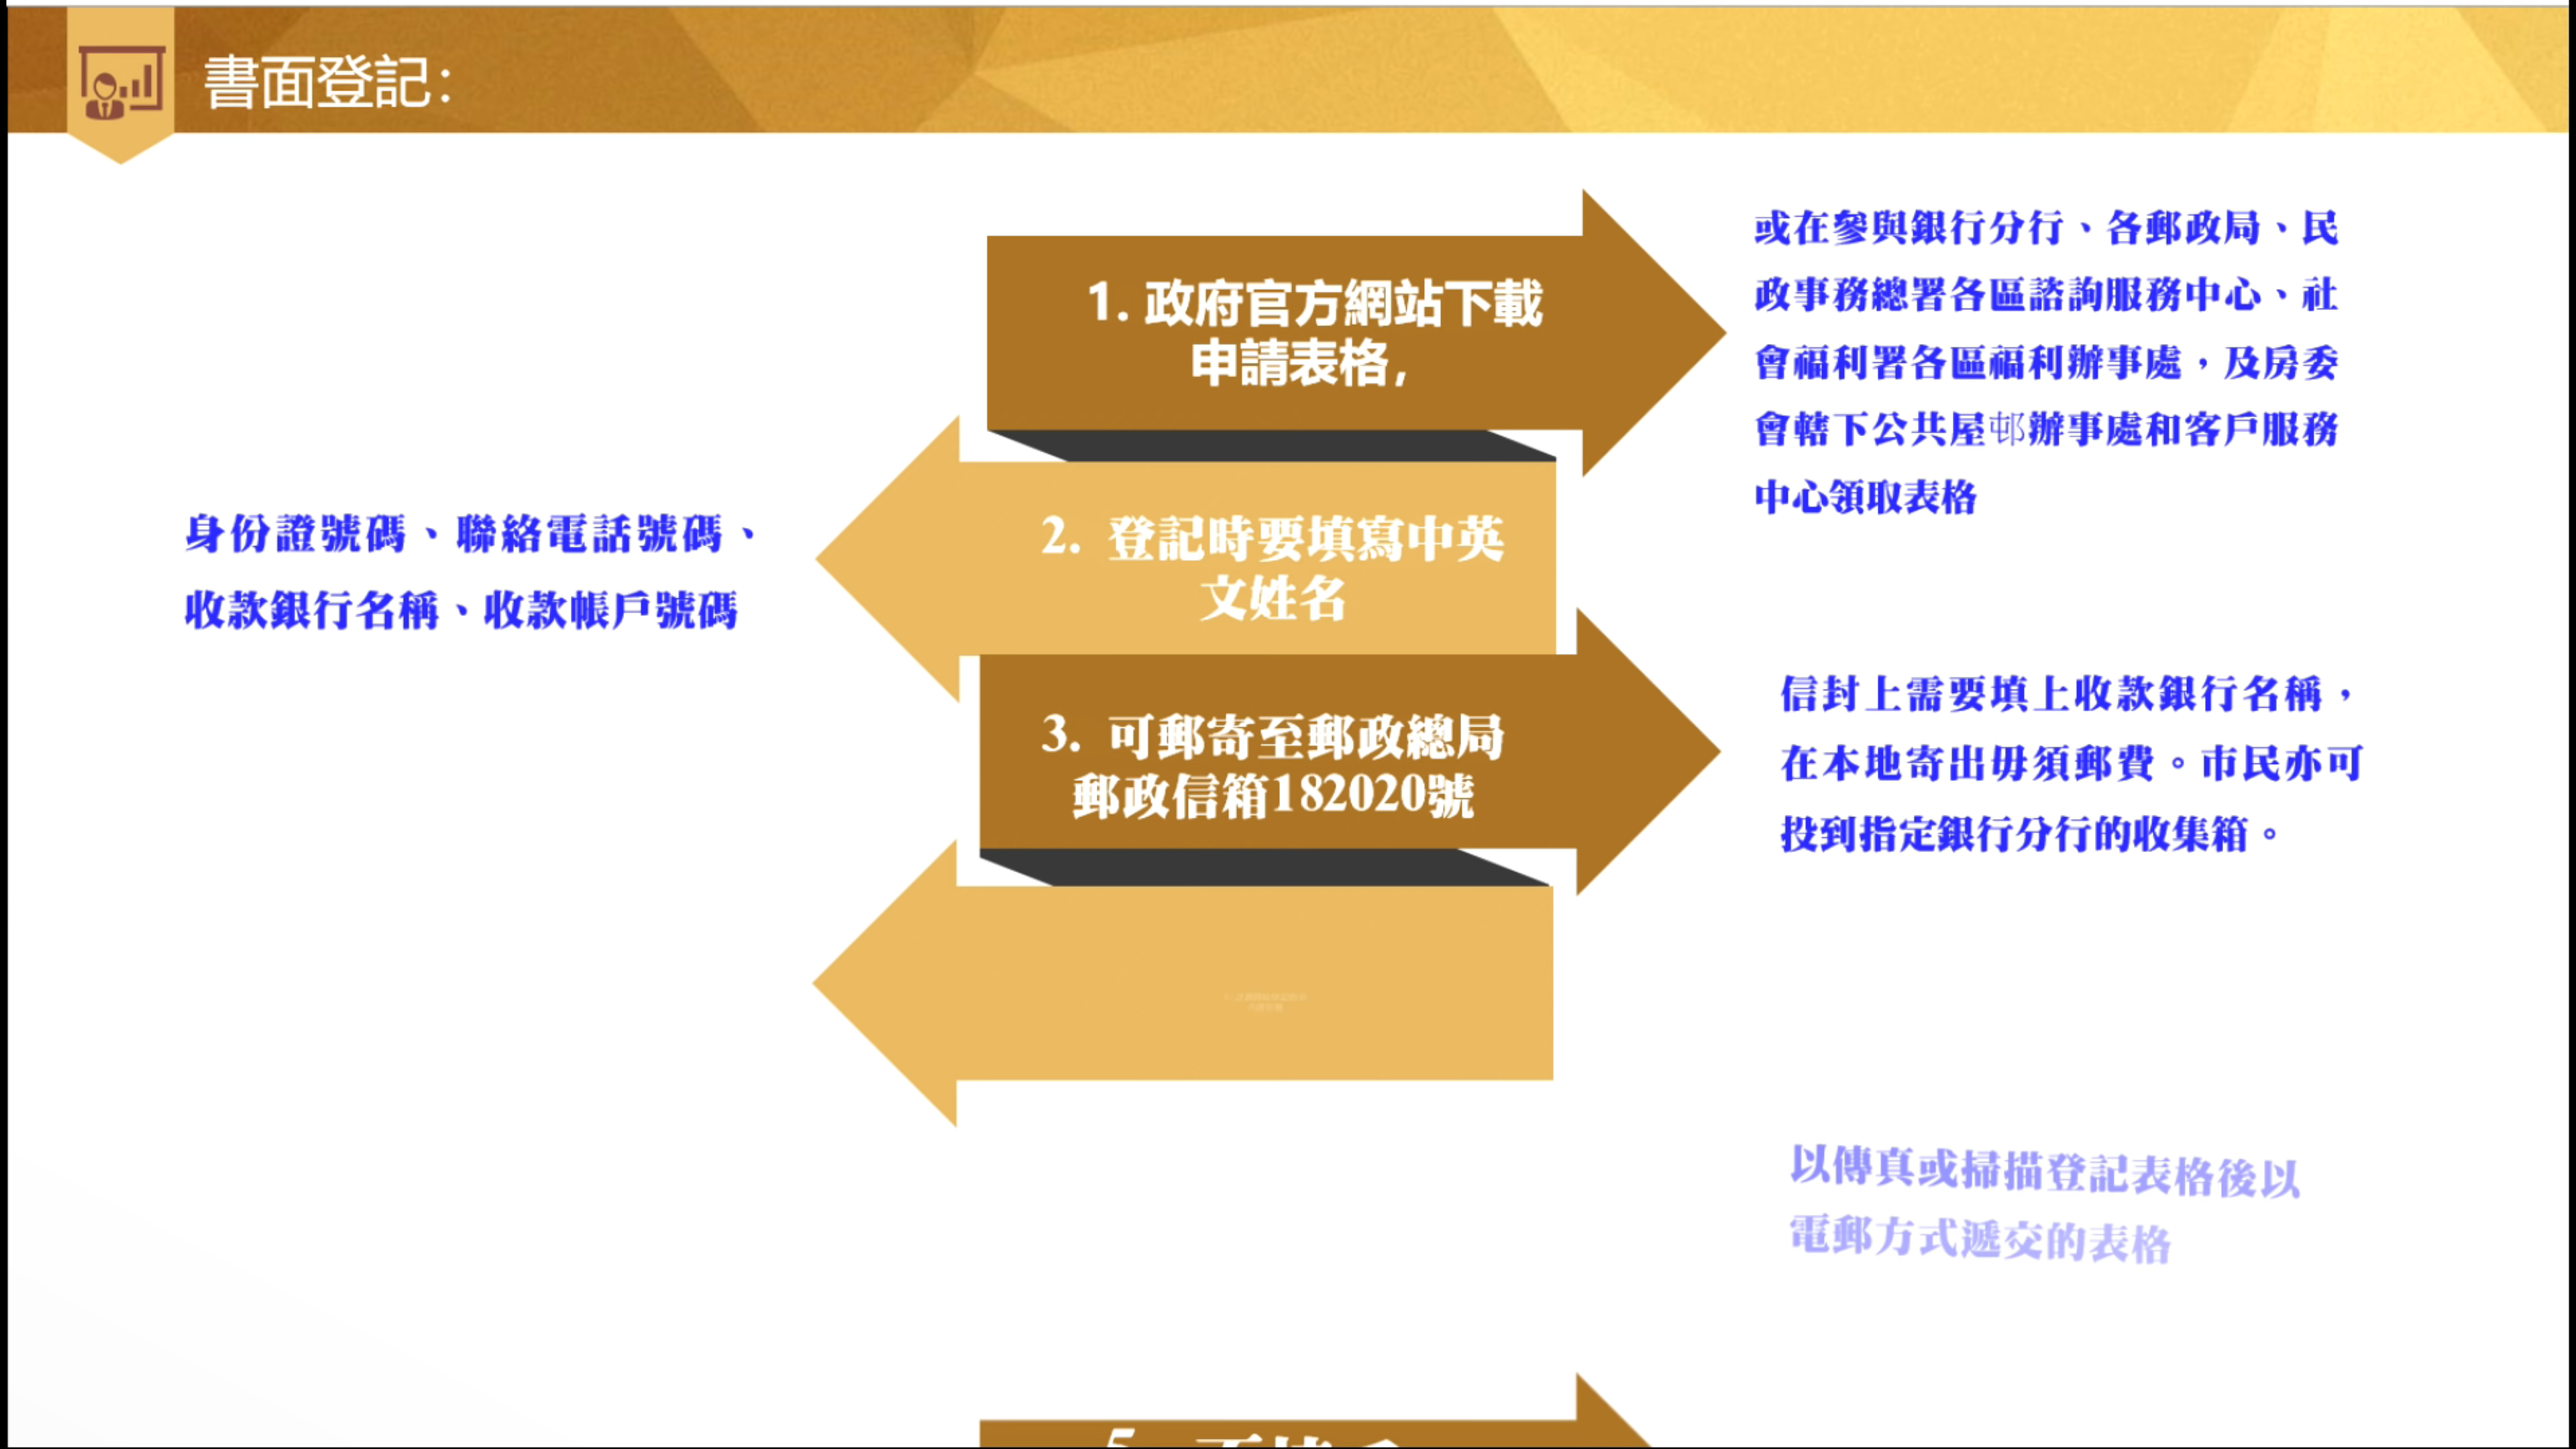 書面登記：
1. 政府官方網站下載
申請表格，
或在參與銀行分行、各郵政局、民
政事務總署各區諮詢服務中心、社
會福利署各區福利辦事處，及房委
會轄下公共屋邨辦事處和客戶服務
中心領取表格
2. 登記時要填寫中英
文姓名
身份證號碼、聯絡電話號碼、
收款銀行名稱、收款帳戶號碼
3. 可郵寄至郵政總局
郵政信箱182020號
信封上需要填上收款銀行名稱，
在本地寄出毋須郵費。市民亦可
投到指定銀行分行的收集箱。
以傳真或掃描登記表格後以
電郵方式遞交的表格